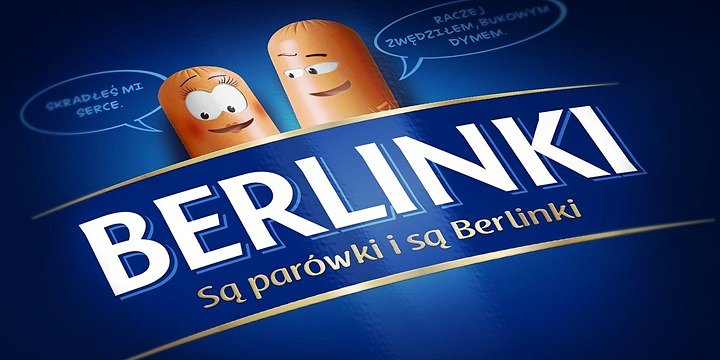 SKRADŁEŚ MI
SERCE.
RACZEJ
ZWĘDZIŁEM, BUKOWYM
DYMEM.
BERLINKI
Są parówki i są Berlinki